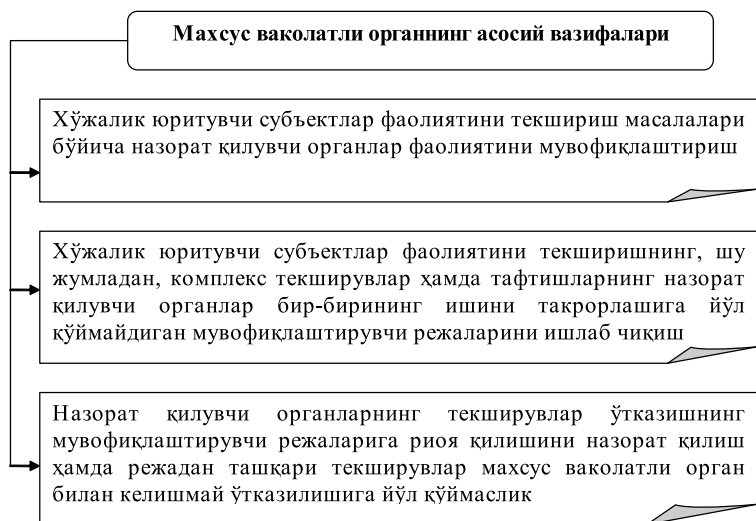 Махсус ваколатли органнинг асосий вазифалари
Хўжалик юритувчи субъектлар фаолиятини текшириш масалалари
бўйича назорат қилувчи органлар фаолиятини мувофиқлаштириш
Хўжалик юритувчи субъектлар фаолиятини текширишнинг, шу
жумладан, комплекс текширувлар ҳамда тафтишларнинг назорат
қилувчи органлар бир-бирининг ишини такрорлашига йўл
қўймайдиган мувофиқлаштирувчи режаларини ишлаб чиқиш
Назорат қилувчи органларнинг текширувлар ўтказишнинг
мувофиқлаштирувчи режаларига риоя қилишини назорат қилиш
ҳамда режадан ташқари текширувлар махсус ваколатли орган
билан келишмай ўтказилишига йўл қўймаслик